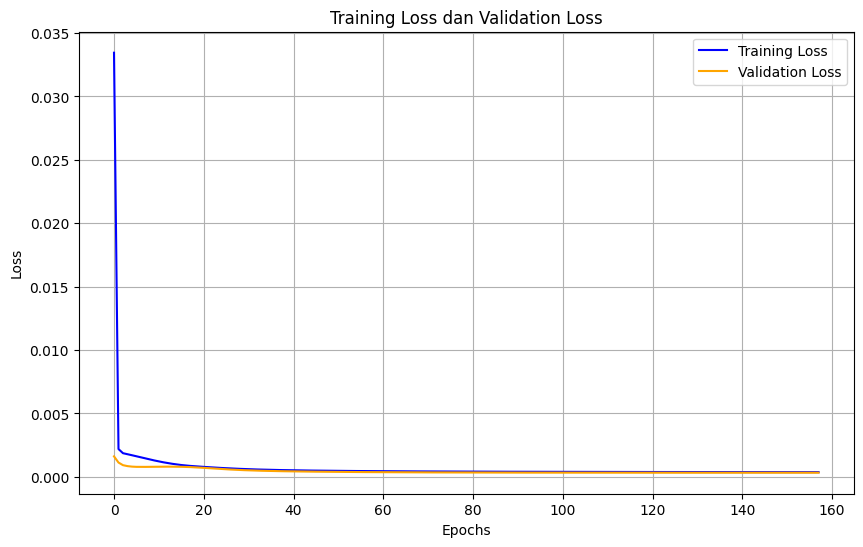 Training Loss dan Validation Loss
Training Loss
Validation Loss
Loss
0.035
0.030
0.025
0.020
0.015
0.010
0.005
0.000
0 20 40 60 80 100 120 140 160
Epochs